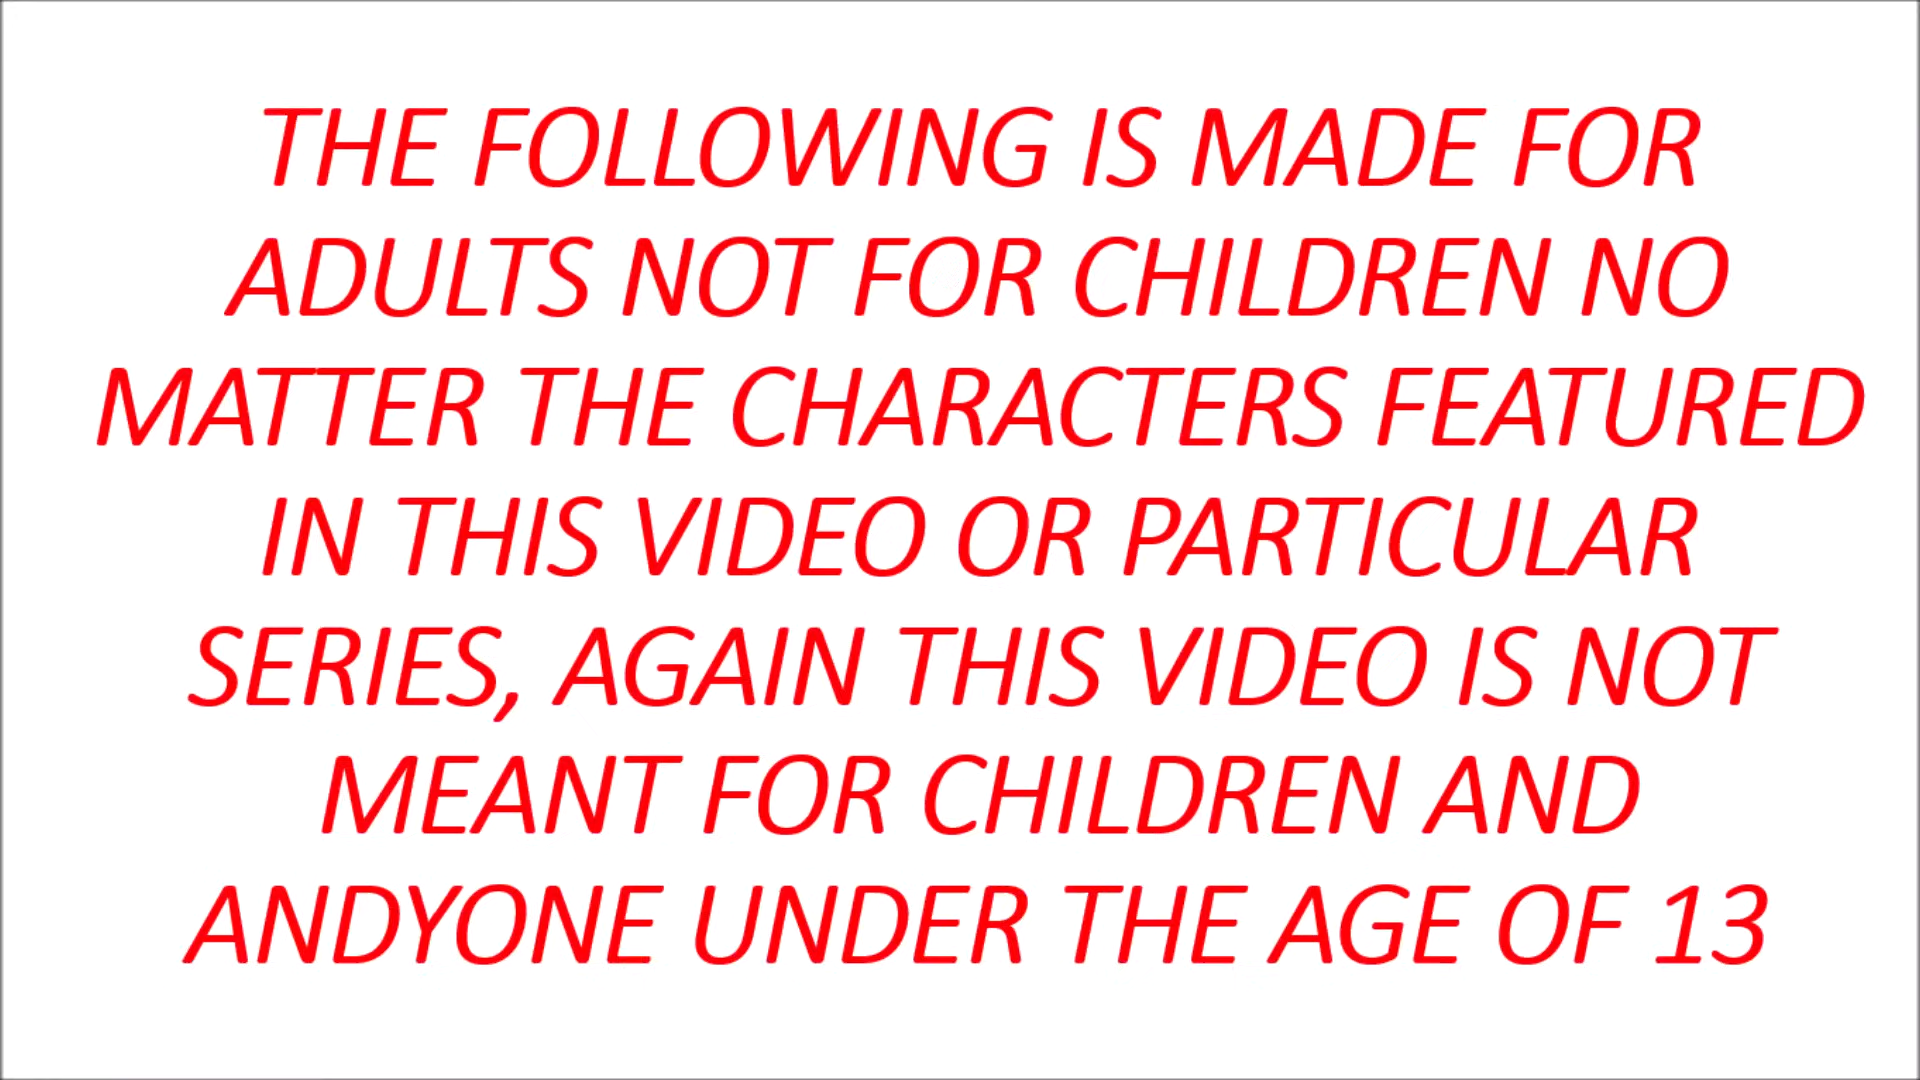 THE FOLLOWING IS MADE FOR
ADULTS NOT FOR CHILDREN NO
MATTER THE CHARACTERS FEATURED
IN THIS VIDEO OR PARTICULAR
SERIES, AGAIN THIS VIDEO IS NOT
MEANT FOR CHILDREN AND
ANDYONE UNDER THE AGE OF 13